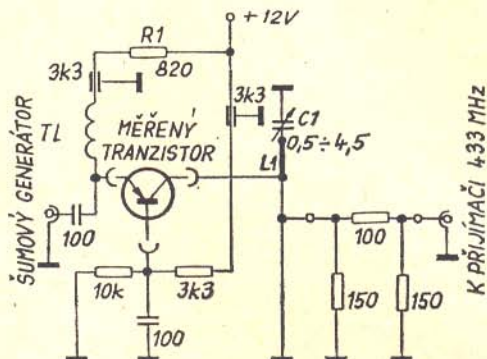 +12V
R1
820
3k3
3k3
C1
0,5÷4,5
L1
Tl
MĚŘENÝ
TRANZISTOR
ŠUMOVÝ GENERÁTOR
100
10k
3k3
100
100
150
150
K PŘIJÍMAČI 433 MHz